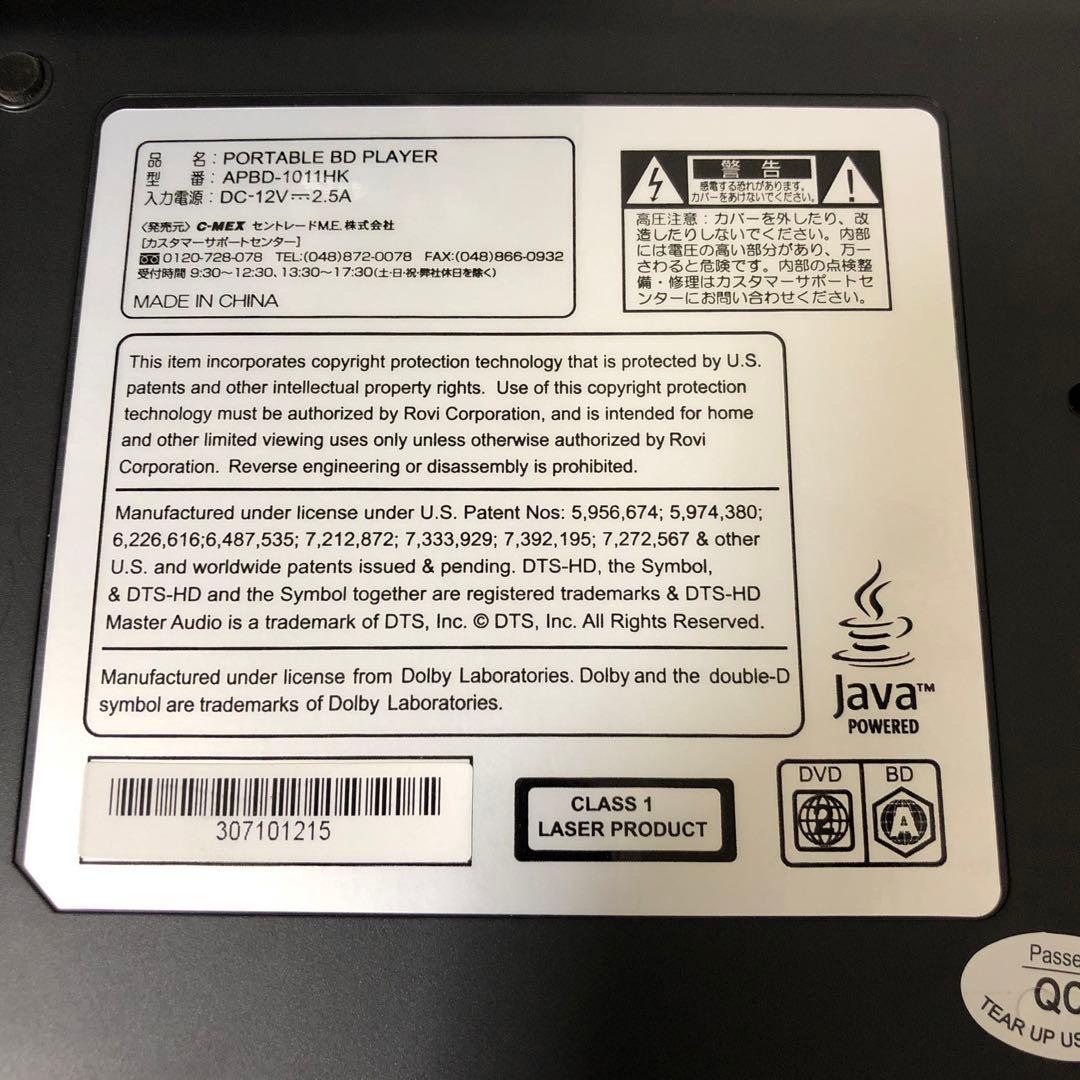 品　　名：PORTABLE BD PLAYER
型　　番：APBD-1011HK
入力電源：DC-12V⎓2.5A
〈発売元〉C-MEX セントレードM.E.株式会社
[カスタマーサポートセンター]
0120-728-078 TEL:(048)872-0078 FAX:(048)866-0932
受付時間 9:30～12:30、13:30～17:30(土・日・祝・弊社休日を除く)
MADE IN CHINA
警告
感電する恐れがあります。
カバーをあけないでください。
高圧注意：カバーを外したり、改
造したりしないでください。内部
には電圧の高い部分があり、万一
さわると危険です。内部の点検整
備・修理はカスタマーサポートセ
ンターにお問い合わせください。
This item incorporates copyright protection technology that is protected by U.S.
patents and other intellectual property rights. Use of this copyright protection
technology must be authorized by Rovi Corporation, and is intended for home
and other limited viewing uses only unless otherwise authorized by Rovi
Corporation. Reverse engineering or disassembly is prohibited.
Manufactured under license under U.S. Patent Nos: 5,956,674; 5,974,380;
6,226,616;6,487,535; 7,212,872; 7,333,929; 7,392,195; 7,272,567 & other
U.S. and worldwide patents issued & pending. DTS-HD, the Symbol,
& DTS-HD and the Symbol together are registered trademarks & DTS-HD
Master Audio is a trademark of DTS, Inc. © DTS, Inc. All Rights Reserved.
Manufactured under license from Dolby Laboratories. Dolby and the double-D
symbol are trademarks of Dolby Laboratories.
Java™
POWERED
307101215
CLASS 1
LASER PRODUCT
DVD
2
BD
A
Passe
QC
TEAR UP US